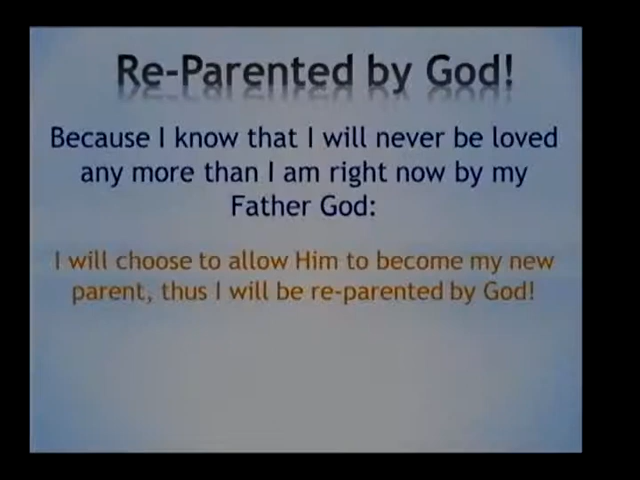 Re-Parented by God!
Because I know that I will never be loved
any more than I am right now by my
Father God:
I will choose to allow Him to become my new
parent, thus I will be re-parented by God!